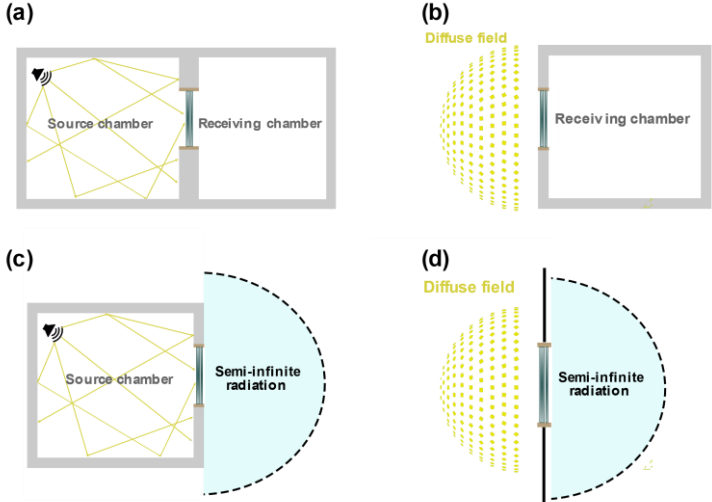 (a)
(b)
Diffuse field
Source chamber
Receiving chamber
Receiving chamber
(c)
(d)
Diffuse field
Source chamber
Semi-infinite
radiation
Semi-infinite
radiation